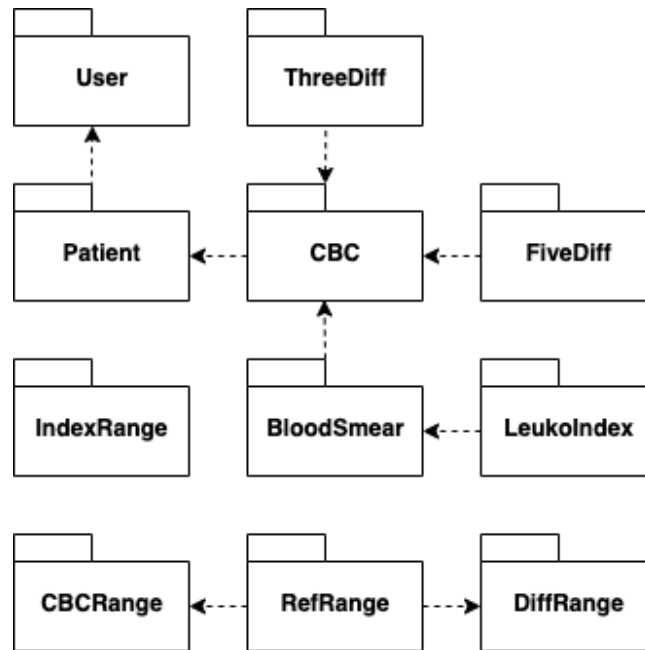 User
ThreeDiff
Patient
CBC
FiveDiff
IndexRange
BloodSmear
LeukoIndex
CBCRange
RefRange
DiffRange